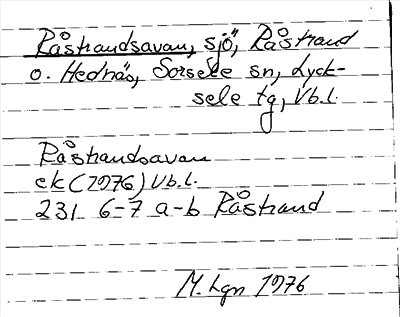 Råstrandsavan, sjö, Råstrand
o. Hednäs, Sorsele sn, Lyck-
sele tg, Vb.l.
Råstrandsavan
ek (1976) Vb.l.
231 6-7 a-b Råstrand
M. Lgn 1976